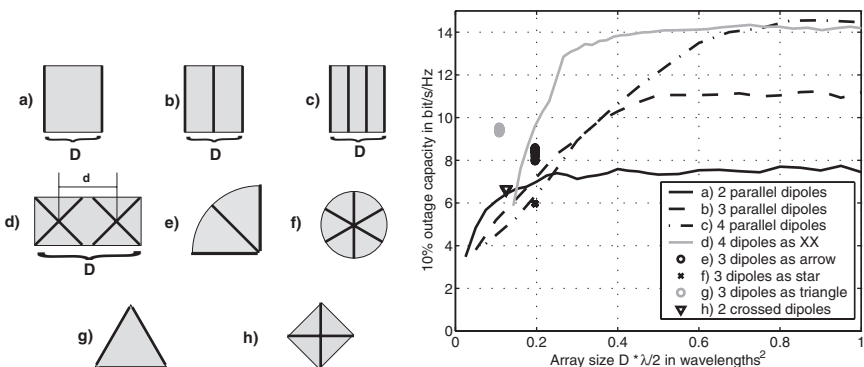 a)
D
b)
D
c)
D
d)
d
D
e)
f)
g)
h)
10% outage capacity in bit/s/Hz
14
12
10
8
6
4
2
0
0
0.2
0.4
0.6
0.8
1
Array size D * λ/2 in wavelengths²
a) 2 parallel dipoles
b) 3 parallel dipoles
c) 4 parallel dipoles
d) 4 dipoles as XX
e) 3 dipoles as arrow
f) 3 dipoles as star
g) 3 dipoles as triangle
h) 2 crossed dipoles